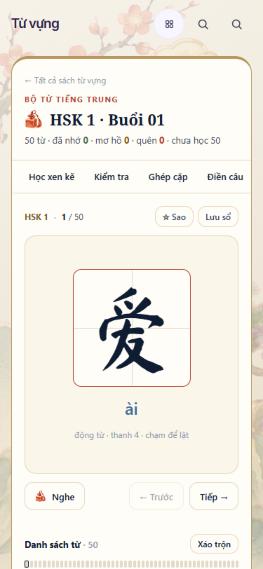 Từ vựng
← Tất cả sách từ vựng
BỘ TỪ TIẾNG TRUNG
HSK 1 · Buổi 01
50 từ · đã nhớ 0 · mơ hồ 0 · quên 0 · chưa học 50
Học xen kẽ Kiểm tra Ghép cặp Điền câu
HSK 1 · 1 / 50 ☆ Sao Lưu sổ
爱
ài
động từ · thanh 4 · chạm để lật
Nghe ← Trước Tiếp →
Danh sách từ · 50 Xáo trộn